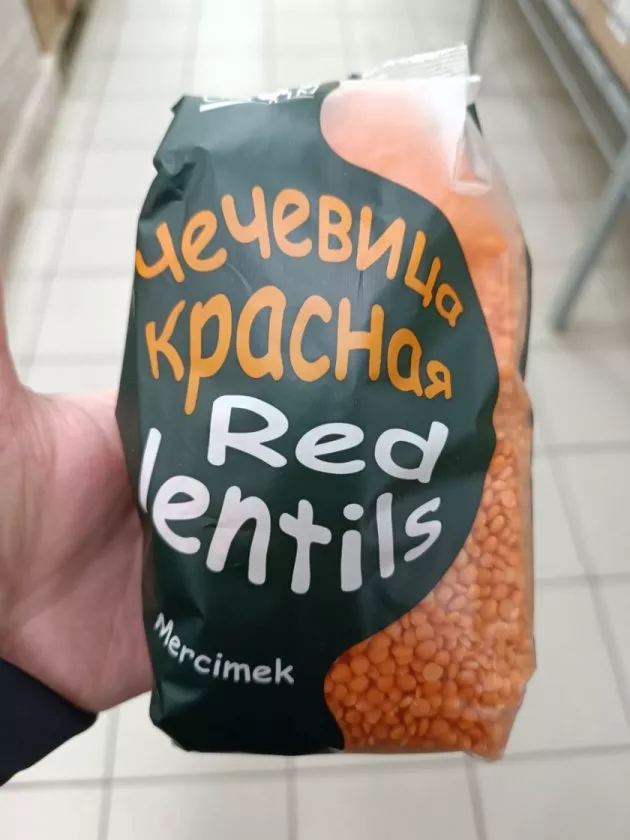 чечевица
красная
Red
lentils
Mercimek